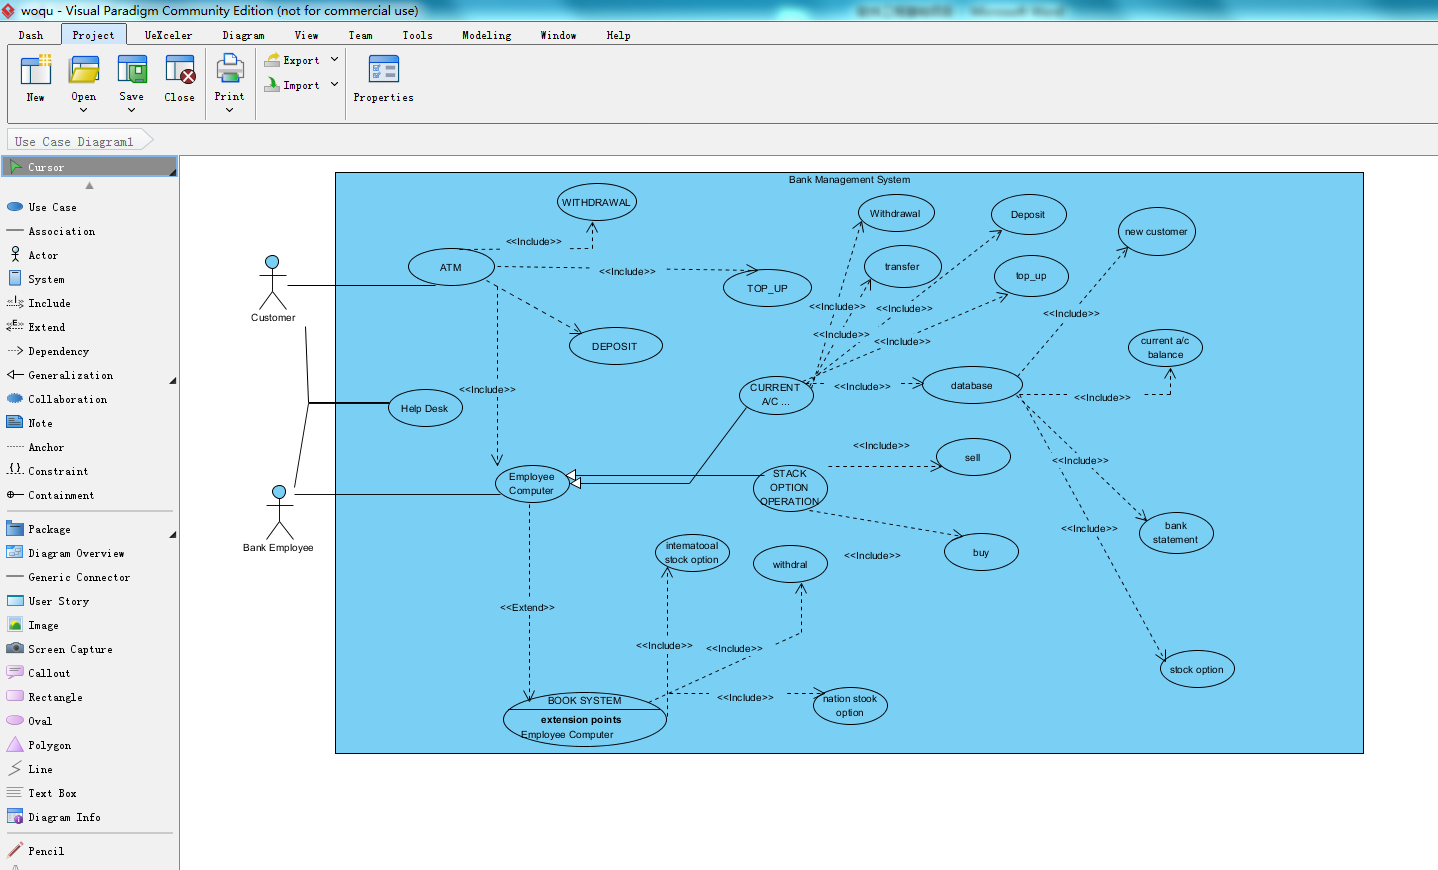 woqu - Visual Paradigm Community Edition (not for commercial use)
Dash Project UeXceler Diagram View Team Tools Modeling Window Help
New Open Save Close Print Export Import Properties
Use Case Diagram1
Cursor
Use Case
Association
Actor
System
Include
Extend
Dependency
Generalization
Collaboration
Note
Anchor
Constraint
Containment
Package
Diagram Overview
Generic Connector
User Story
Image
Screen Capture
Callout
Rectangle
Oval
Polygon
Line
Text Box
Diagram Info
Pencil
Bank Management System
WITHDRAWAL
<<Include>>
ATM
<<Include>>
TOP_UP
DEPOSIT
<<Include>>
Customer
Help Desk
Employee
Computer
Bank Employee
Withdrawal
Deposit
new customer
transfer
top_up
<<Include>>
<<Include>>
<<Include>>
<<Include>>
<<Include>>
current a/c
balance
CURRENT
A/C ...
<<Include>>
database
<<Include>>
<<Include>>
sell
<<Include>>
STACK
OPTION
OPERATION
<<Include>>
bank
statement
buy
<<Include>>
internatooal
stock option
withdral
<<Include>>
<<Extend>>
<<Include>>
<<Include>>
stock option
BOOK SYSTEM
extension points
Employee Computer
<<Include>>
nation stook
option